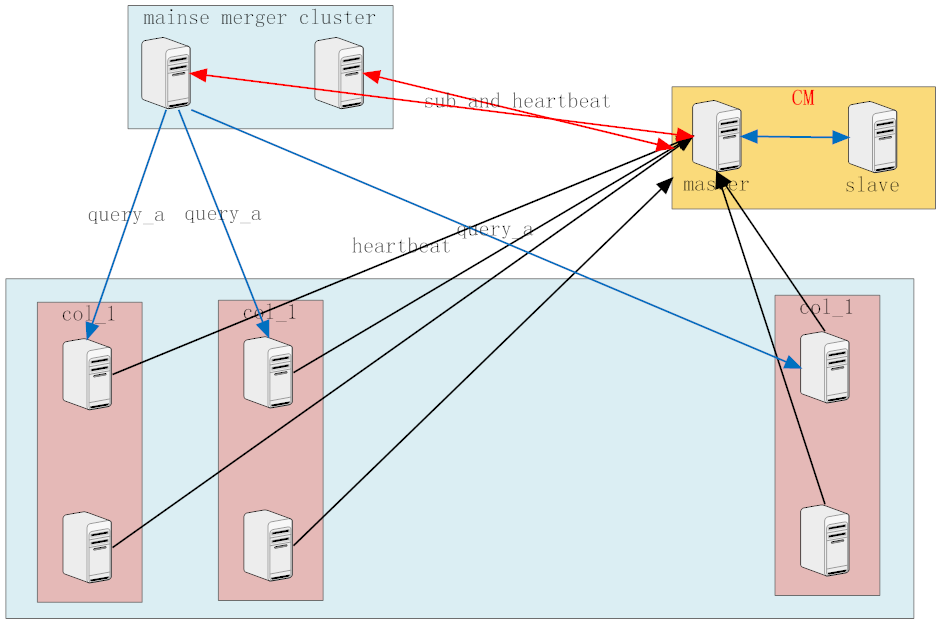 mainse merger cluster
sub and heartbeat
CM
master
slave
query_a
query_a
query_a
heartbeat
col_1
col_1
col_1